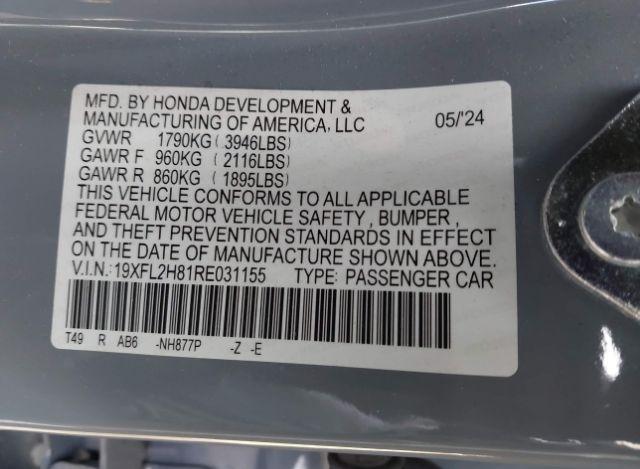 MFD. BY HONDA DEVELOPMENT &
MANUFACTURING OF AMERICA, LLC 05/'24
GVWR 1790KG ( 3946LBS)
GAWR F 960KG ( 2116LBS)
GAWR R 860KG ( 1895LBS)
THIS VEHICLE CONFORMS TO ALL APPLICABLE
FEDERAL MOTOR VEHICLE SAFETY , BUMPER ,
AND THEFT PREVENTION STANDARDS IN EFFECT
ON THE DATE OF MANUFACTURE SHOWN ABOVE.
V.I.N.:19XFL2H81RE031155 TYPE: PASSENGER CAR
T49 R AB6 -NH877P -Z -E